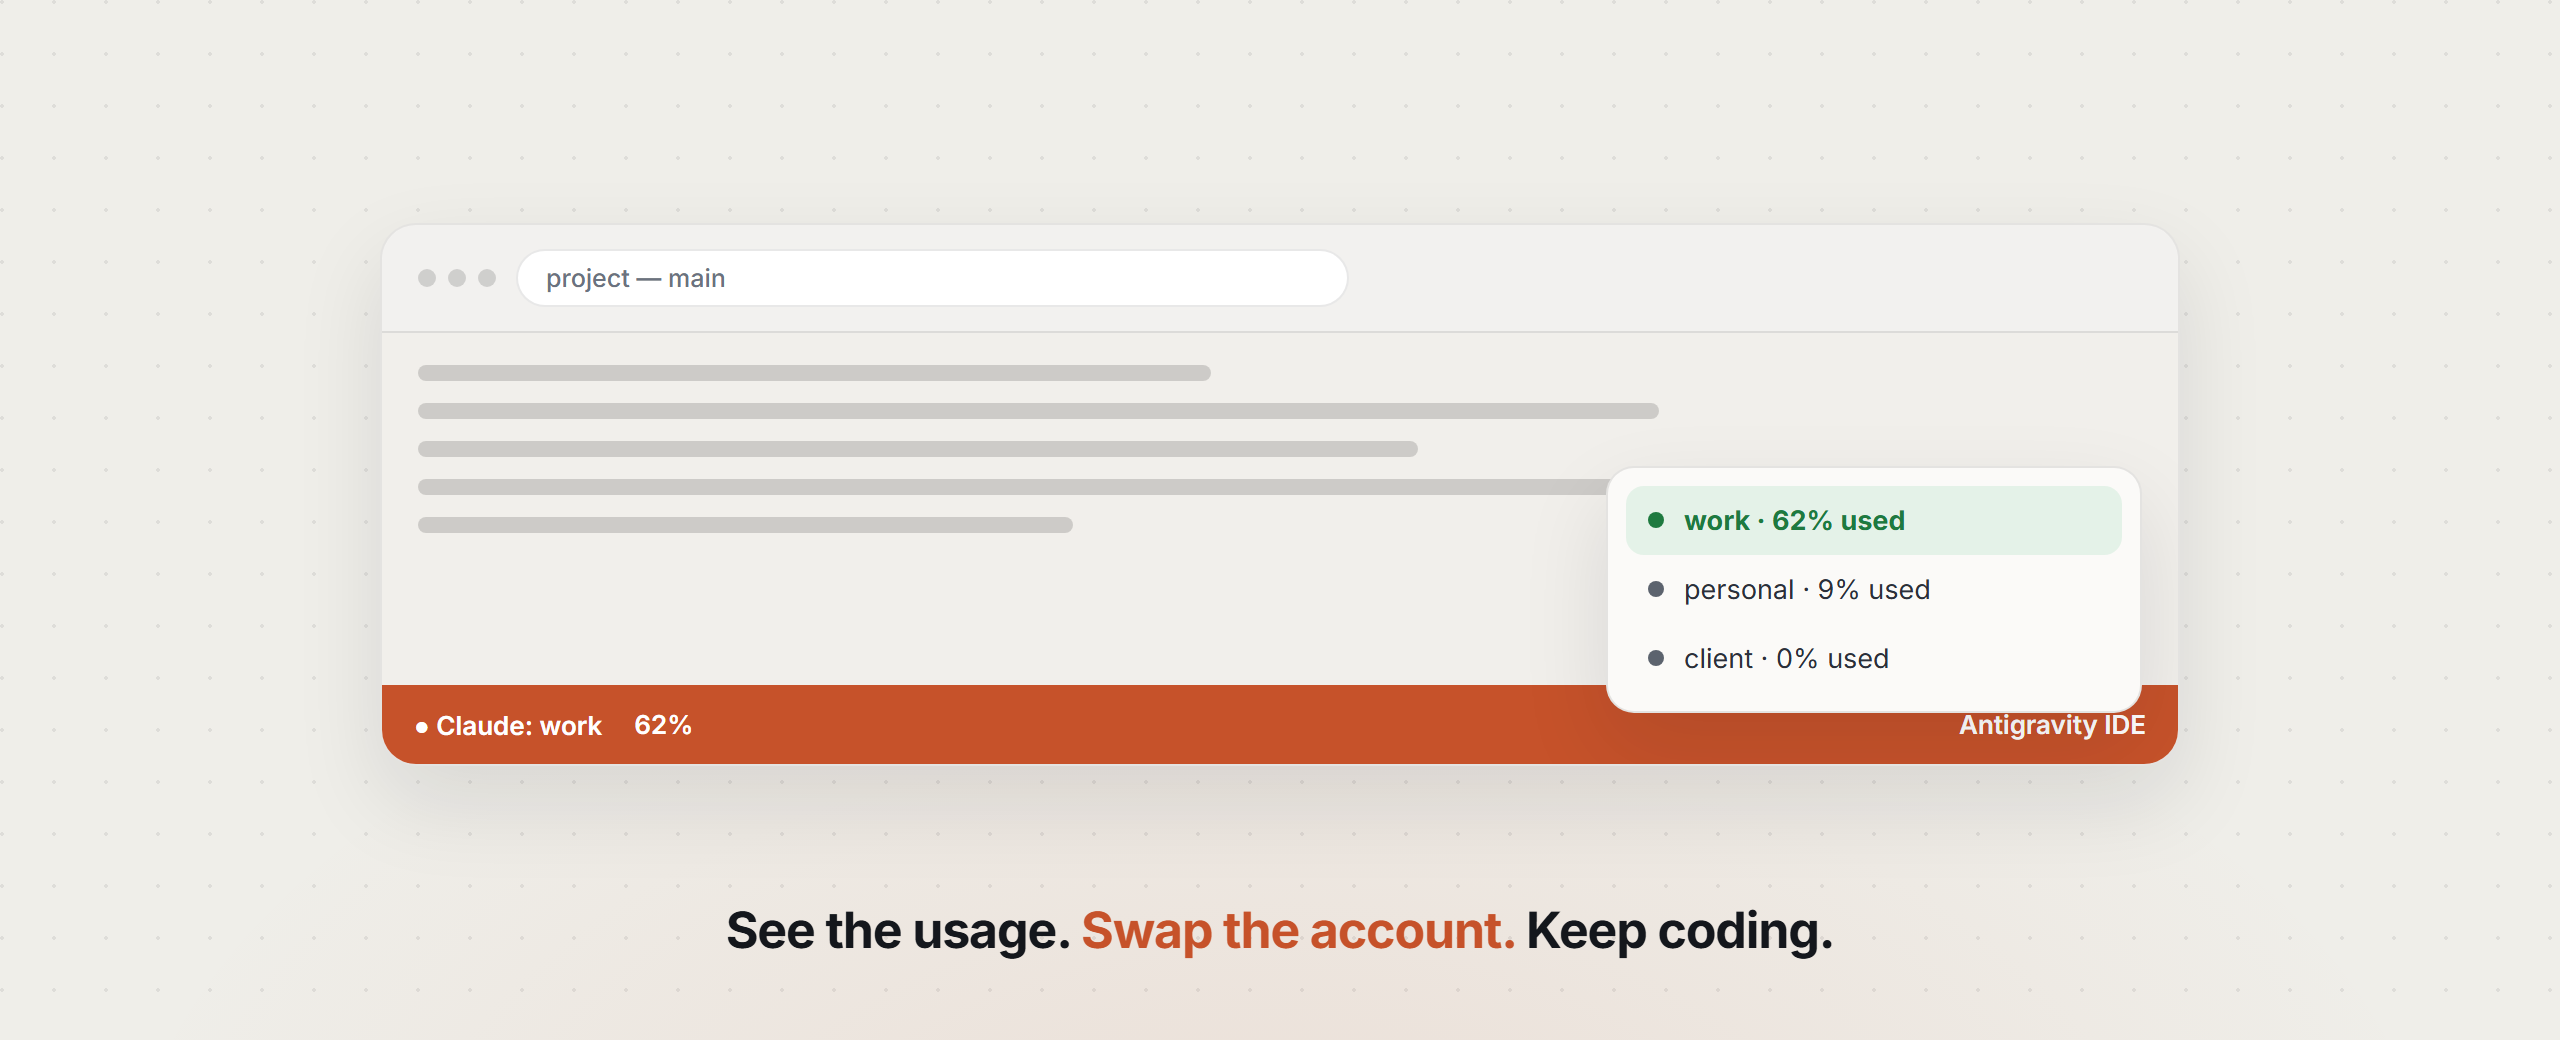 project — main
work · 62% used
personal · 9% used
client · 0% used
● Claude: work 62%
Antigravity IDE
See the usage. Swap the account. Keep coding.